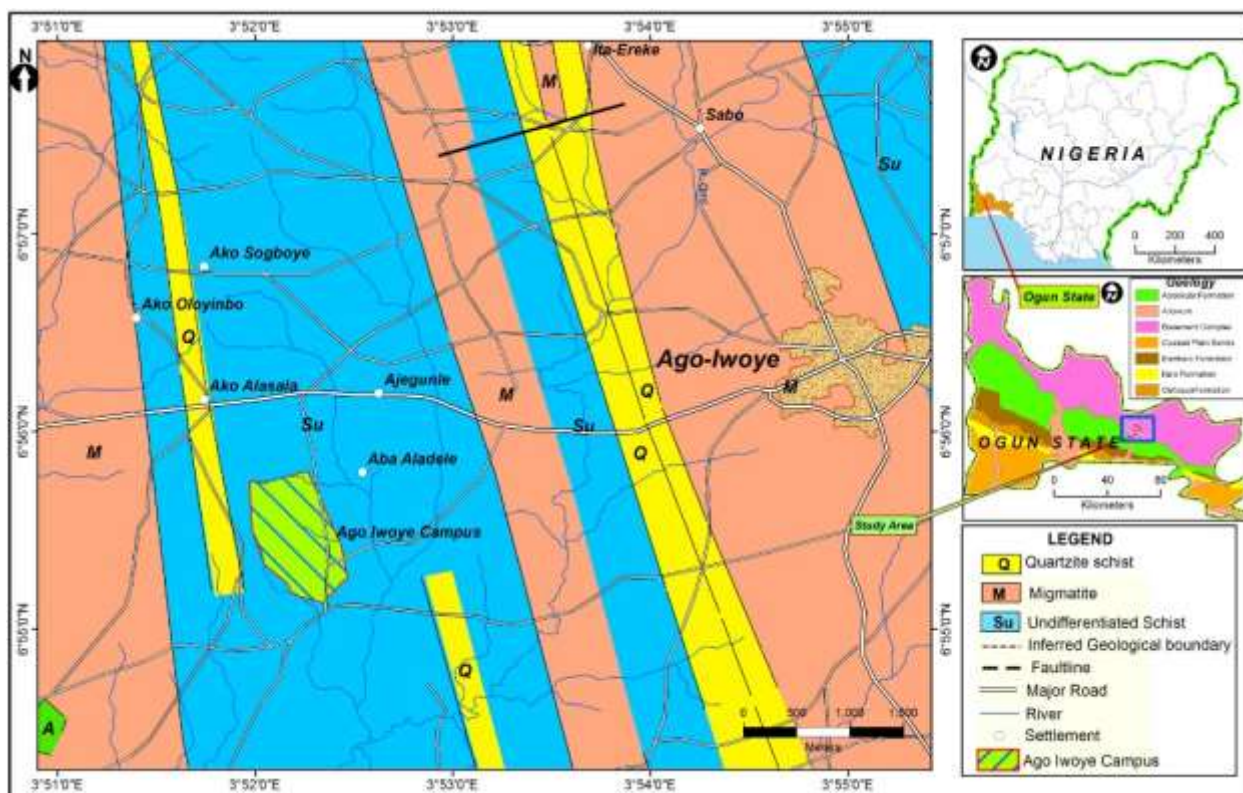 3°51'0"E
3°52'0"E
3°53'0"E
3°54'0"E
3°55'0"E
N
Ita-Ereke
M
Sabo
Su
6°57'0"N
6°57'0"N
Ako Sogboye
Ako Oloyinbo
Q
Ago-Iwoye
Ako Alasala
Ajegunle
M
Q
M
Su
Su
6°56'0"N
6°56'0"N
M
Q
Aba Aladele
Ago Iwoye Campus
Study Area
6°55'0"N
6°55'0"N
Q
A
0 500 1,000 1,500
Meters
3°51'0"E
3°52'0"E
3°53'0"E
3°54'0"E
3°55'0"E
N
NIGERIA
0 200 400
Kilometers
Ogun State
N
Geology
Alluvium
Basement Complex
Coastal Plain Sands
Ilaro Formation
OGUN STATE
0 40 80
Kilometers
LEGEND
Q Quartzite schist
M Migmatite
Su Undifferentiated Schist
Inferred Geological boundary
Faultline
Major Road
River
Settlement
Ago Iwoye Campus